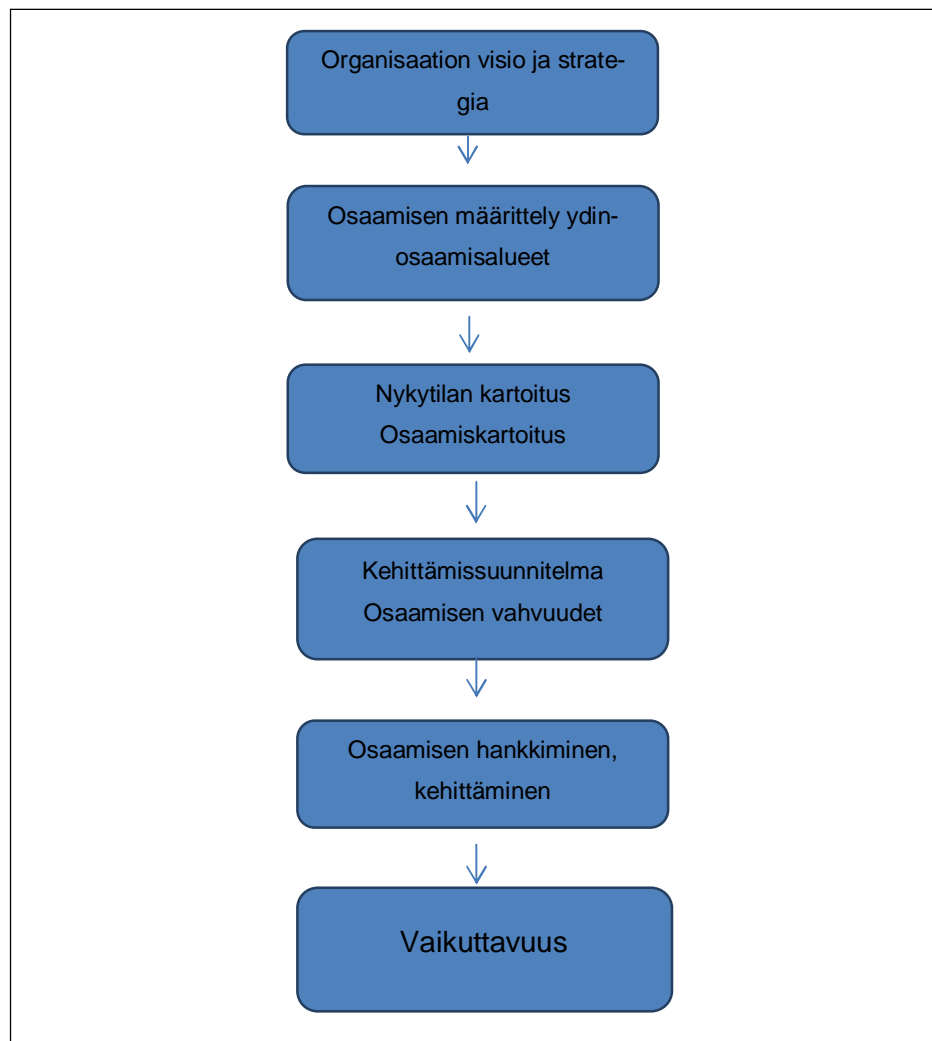 Organisaation visio ja strate-
gia
Osaamisen määrittely ydin-
osaamisalueet
Nykytilan kartoitus
Osaamiskartoitus
Kehittämissuunnitelma
Osaamisen vahvuudet
Osaamisen hankkiminen,
kehittäminen
Vaikuttavuus